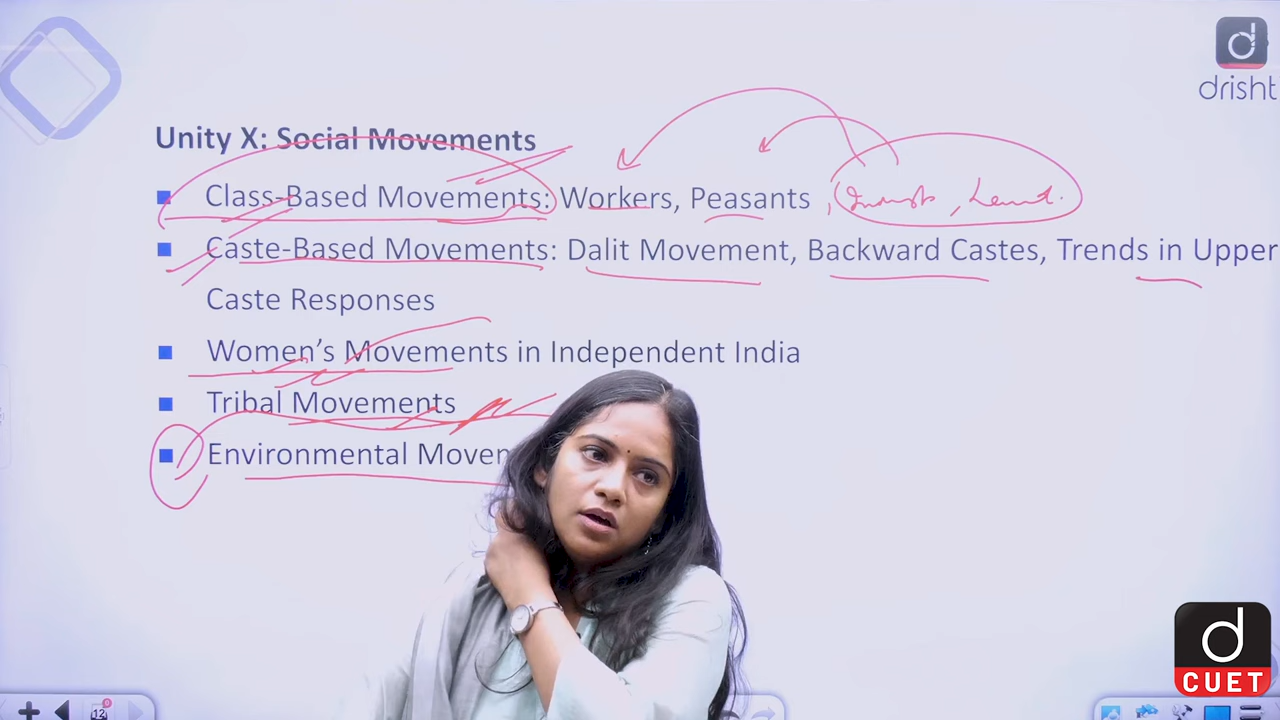 drisht
Unity X: Social Movements
Class-Based Movements: Workers, Peasants ,
Caste-Based Movements: Dalit Movement, Backward Castes, Trends in Upper
Caste Responses
Women's Movements in Independent India
Tribal Movements
Environmental Movem
12
CUET